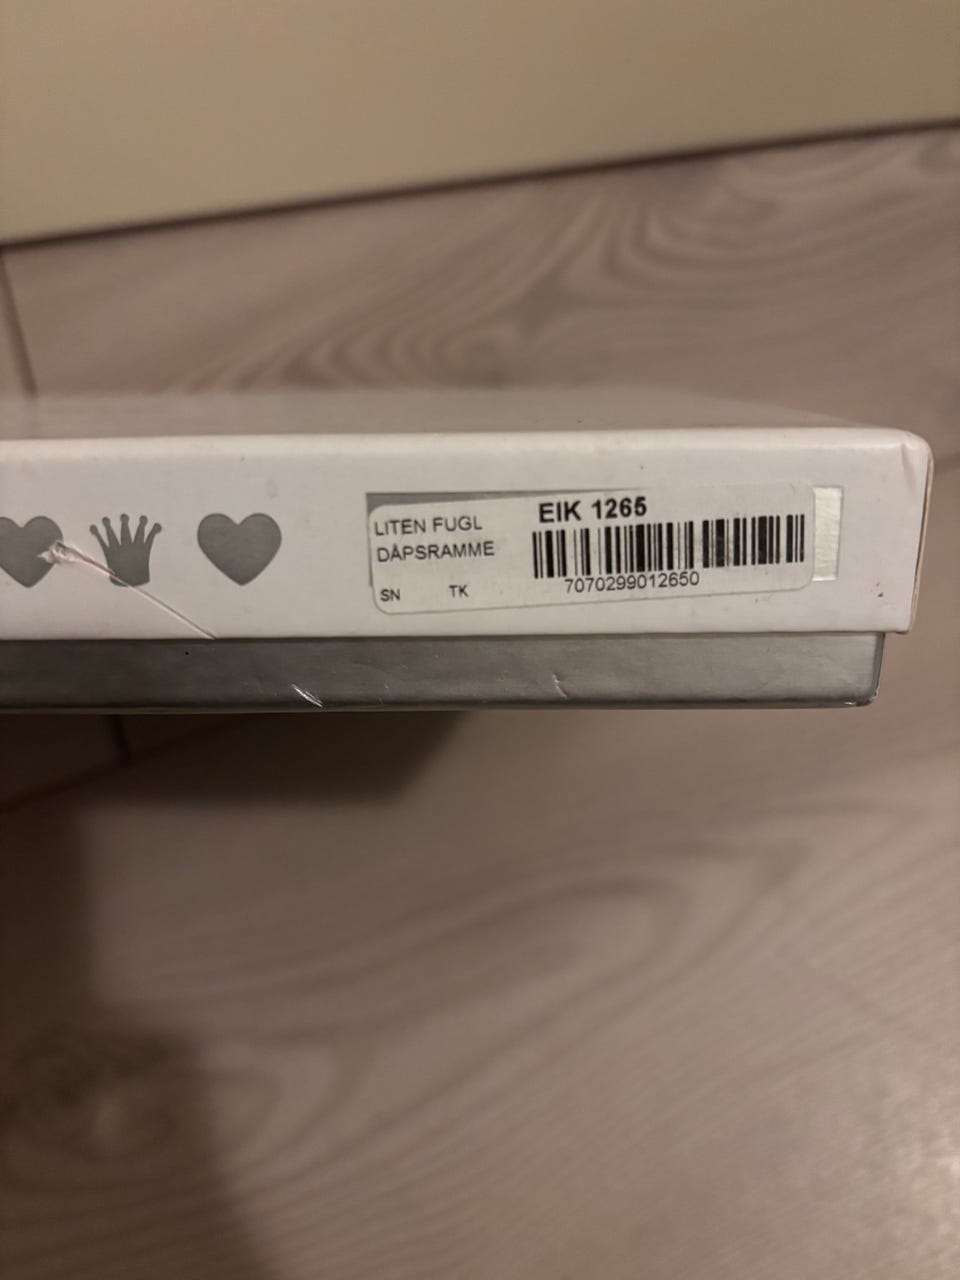 LITEN FUGL
DÅPSRAMME
SN TK
EIK 1265
7070299012650